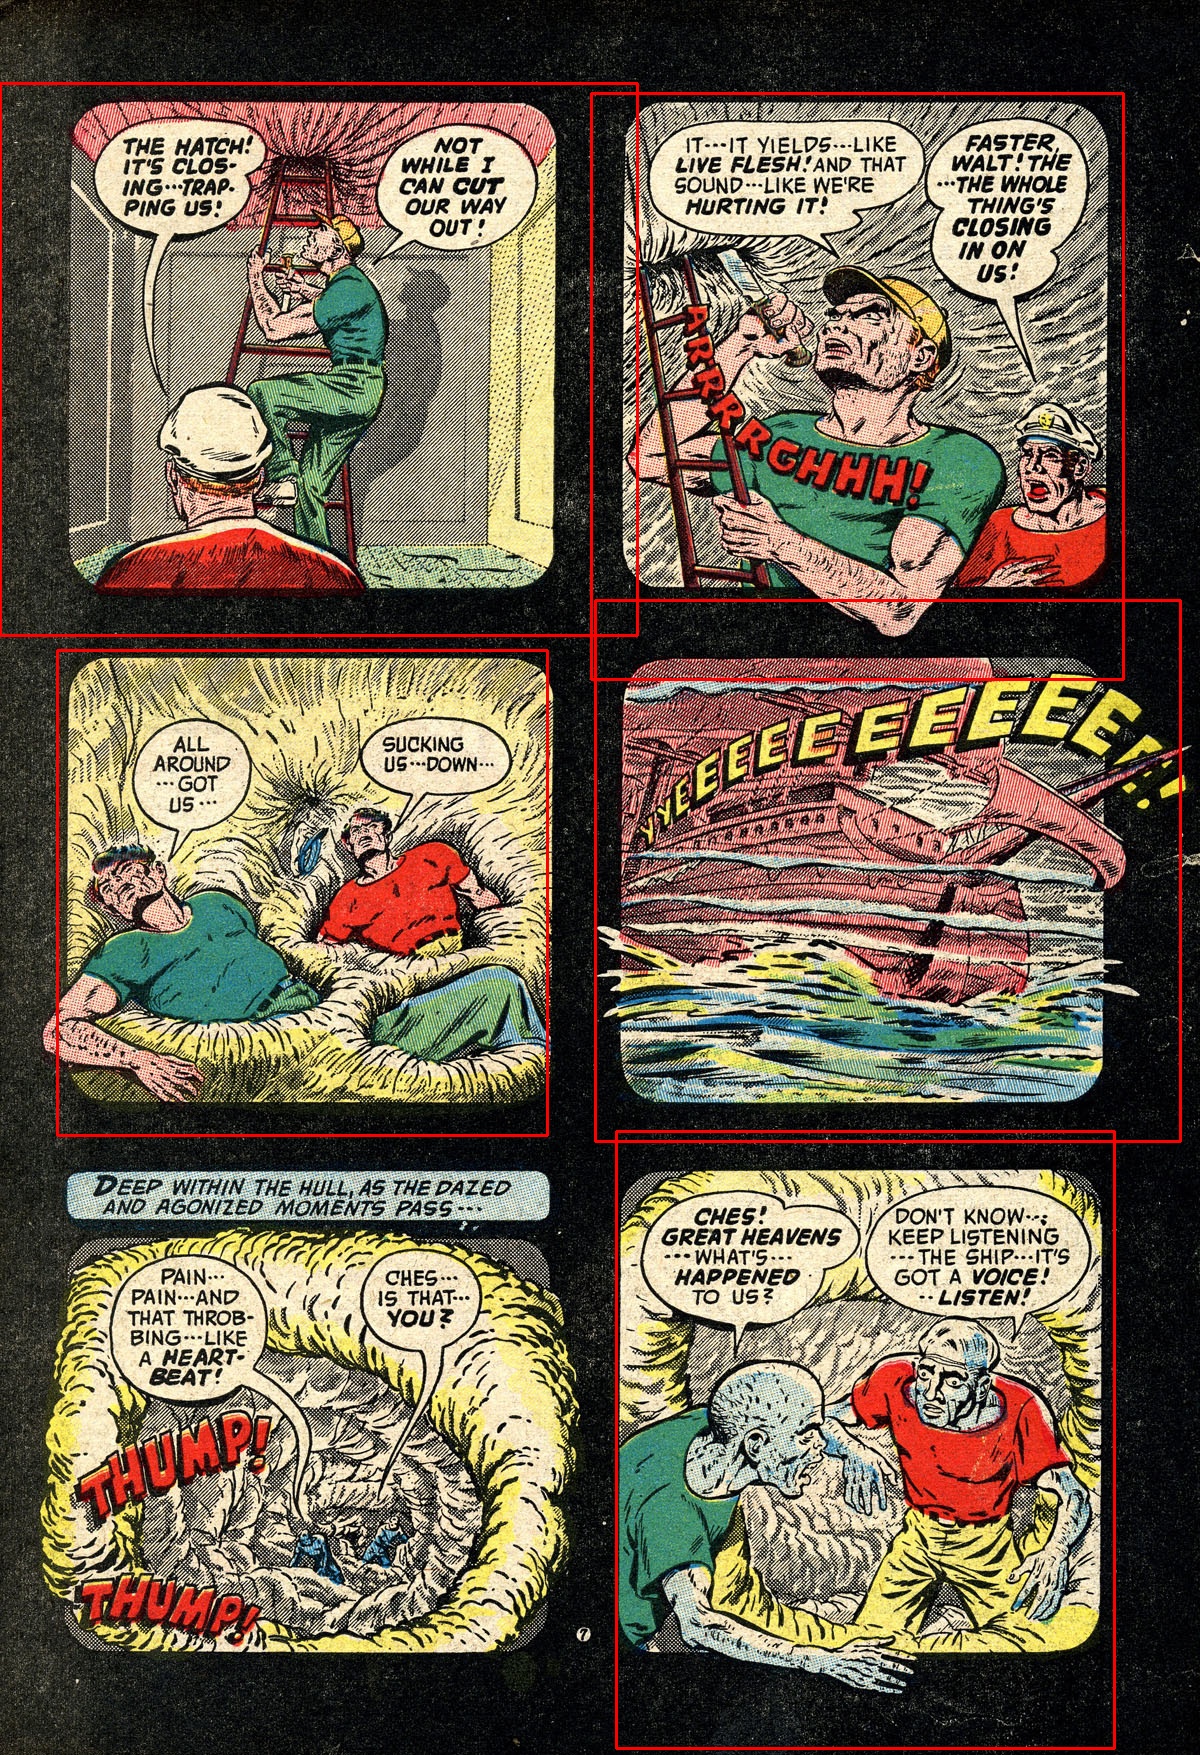 THE HATCH!
IT'S CLOS-
ING---TRAP-
PING US!
NOT
WHILE I
CAN CUT
OUR WAY
OUT!
IT---IT YIELDS---LIKE
LIVE FLESH! AND THAT
SOUND---LIKE WE'RE
HURTING IT!
FASTER,
WALT! THE
---THE WHOLE
THING'S
CLOSING
IN ON
US!
ARRRRGHHH!
ALL
AROUND
---GOT
US---
SUCKING
US---DOWN---
YYEEEEEEEEEEE!!
DEEP WITHIN THE HULL, AS THE DAZED
AND AGONIZED MOMENTS PASS---
PAIN---
PAIN---AND
THAT THROB-
BING---LIKE
A HEART-
BEAT!
CHES---
IS THAT---
YOU?
THUMP!
THUMP!
7
CHES!
GREAT HEAVENS
---WHAT'S---
HAPPENED
TO US?
DON'T KNOW---
KEEP LISTENING
---THE SHIP---IT'S
GOT A VOICE!
--LISTEN!